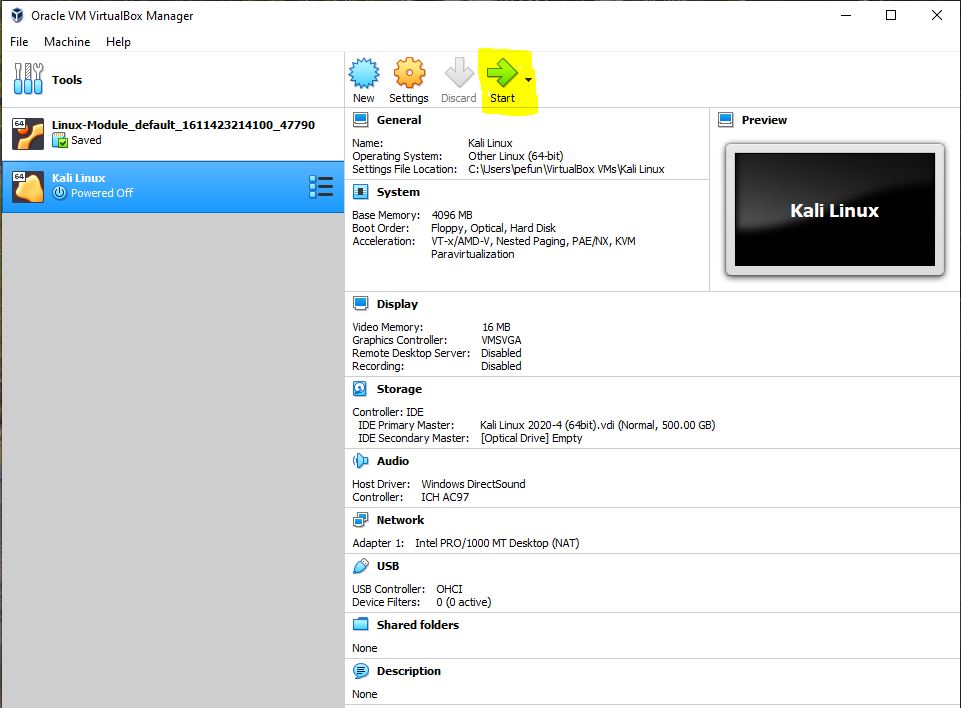 Oracle VM VirtualBox Manager
File Machine Help
Tools
New Settings Discard Start
64 Linux-Module_default_1611423214100_47790
Saved
64 Kali Linux
Powered Off
General
Name: Kali Linux
Operating System: Other Linux (64-bit)
Settings File Location: C:\Users\pefun\VirtualBox VMs\Kali Linux
System
Base Memory: 4096 MB
Boot Order: Floppy, Optical, Hard Disk
Acceleration: VT-x/AMD-V, Nested Paging, PAE/NX, KVM
Paravirtualization
Preview
Kali Linux
Display
Video Memory: 16 MB
Graphics Controller: VMSVGA
Remote Desktop Server: Disabled
Recording: Disabled
Storage
Controller: IDE
IDE Primary Master: Kali Linux 2020-4 (64bit).vdi (Normal, 500.00 GB)
IDE Secondary Master: [Optical Drive] Empty
Audio
Host Driver: Windows DirectSound
Controller: ICH AC97
Network
Adapter 1: Intel PRO/1000 MT Desktop (NAT)
USB
USB Controller: OHCI
Device Filters: 0 (0 active)
Shared folders
None
Description
None